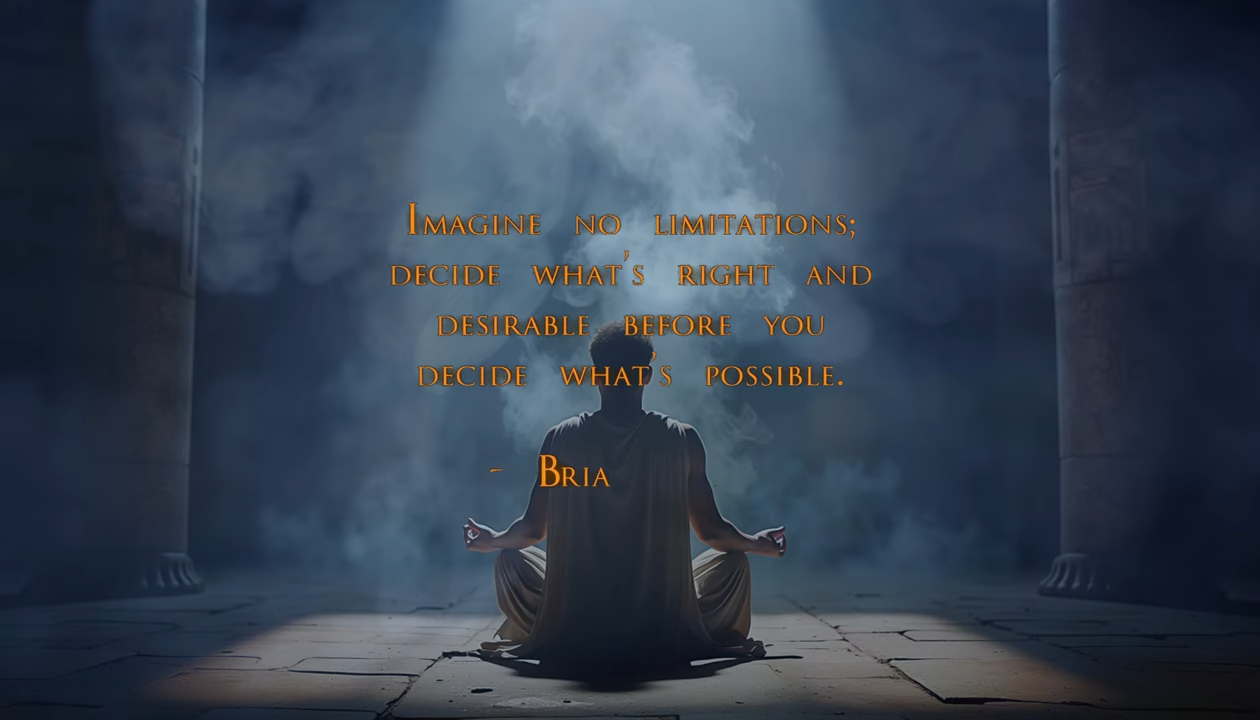 Imagine no limitations;
decide what's right and
desirable before you
decide what's possible.
- Bria